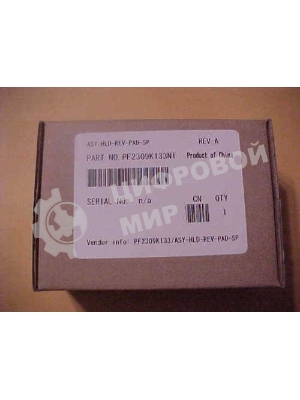 ASY-HLD-REV-PAD-SP REV.A
PART NO. PF2309K133NI Product of China
SERIAL NO. n/a CN QTY
1
Vendor info: PF2309K133/ASY-HLD-REV-PAD-SP
ЦИФРОВОЙ
МИР